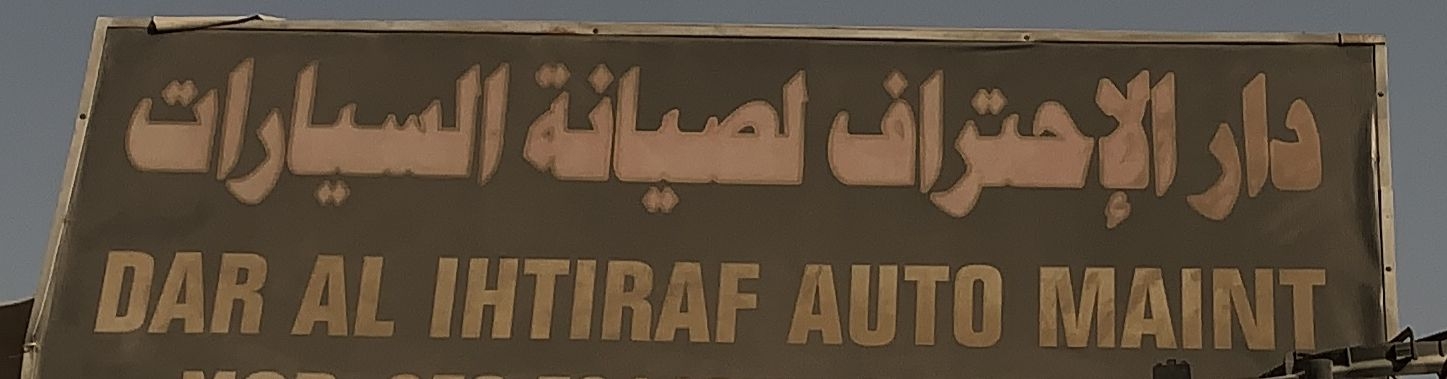 دار الإحتراف لصيانة السيارات
DAR AL IHTIRAF AUTO MAINT